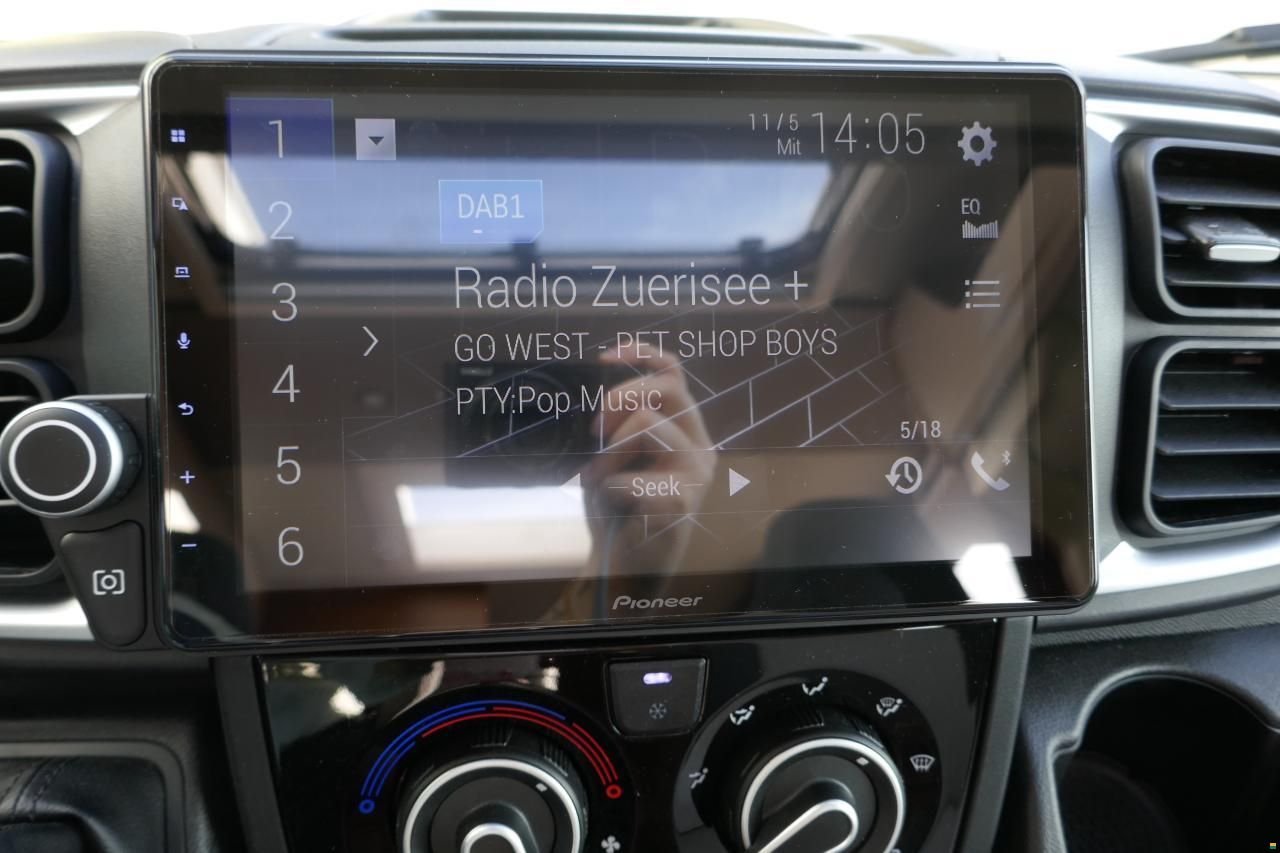 1
2
3
4
5
6
11/5
Mit
14:05
DAB1
EQ
Radio Zuerisee +
GO WEST - PET SHOP BOYS
PTY:Pop Music
5/18
Seek
Pioneer